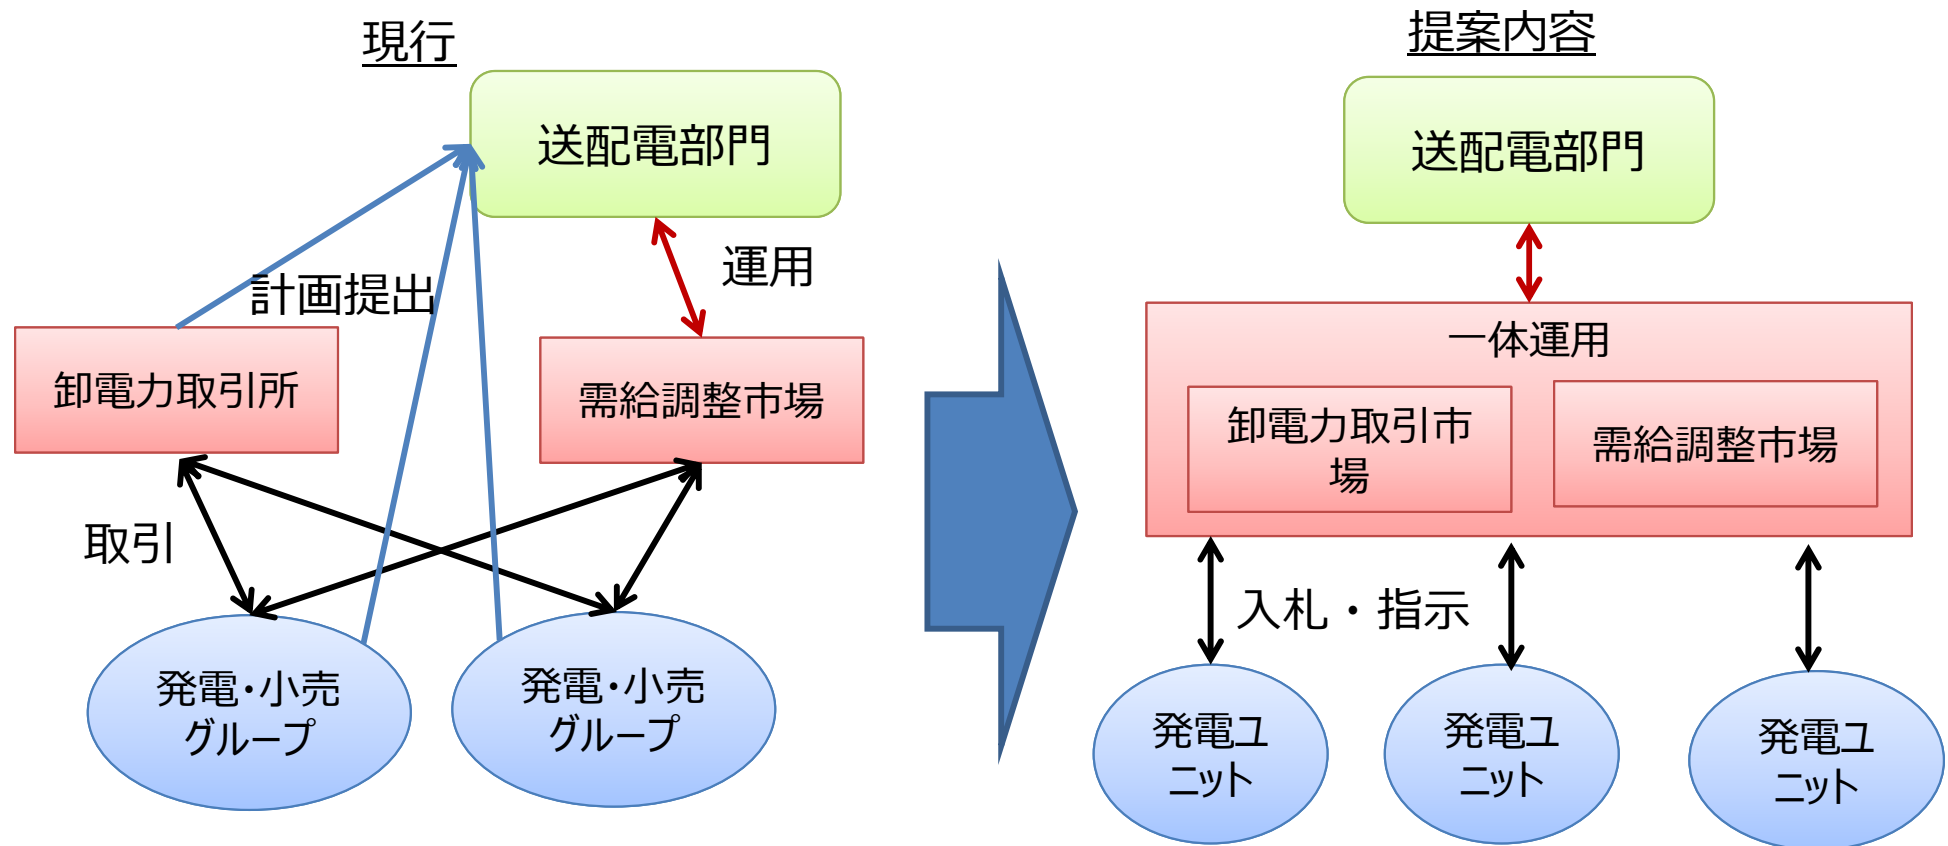 現行
送配電部門
計画提出
運用
卸電力取引所
需給調整市場
取引
発電・小売
グループ
発電・小売
グループ
提案内容
送配電部門
一体運用
卸電力取引市
場
需給調整市場
入札・指示
発電ユ
ニット
発電ユ
ニット
発電ユ
ニット